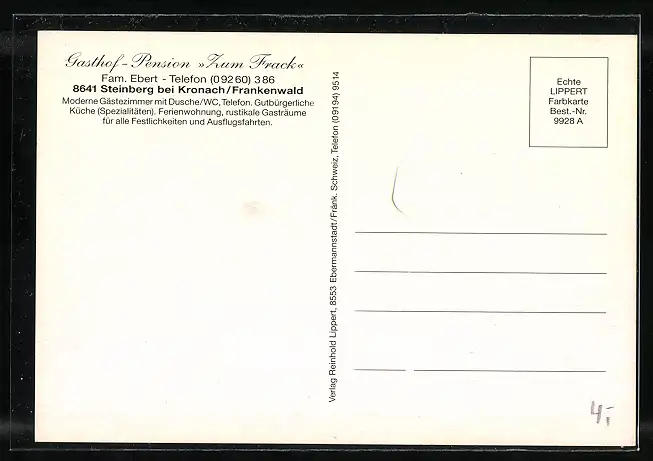 Gasthof-Pension »Zum Frack«
Fam. Ebert - Telefon (09260) 386
8641 Steinberg bei Kronach/Frankenwald
Moderne Gästezimmer mit Dusche/WC, Telefon. Gutbürgerliche
Küche (Spezialitäten). Ferienwohnung, rustikale Gasträume
für alle Festlichkeiten und Ausflugsfahrten.
Verlag Reinhold Lippert, 8553 Ebermannstadt/Fränk. Schweiz, Telefon (09194) 9514
Echte
LIPPERT
Farbkarte
Best.-Nr.
9928 A
4,-